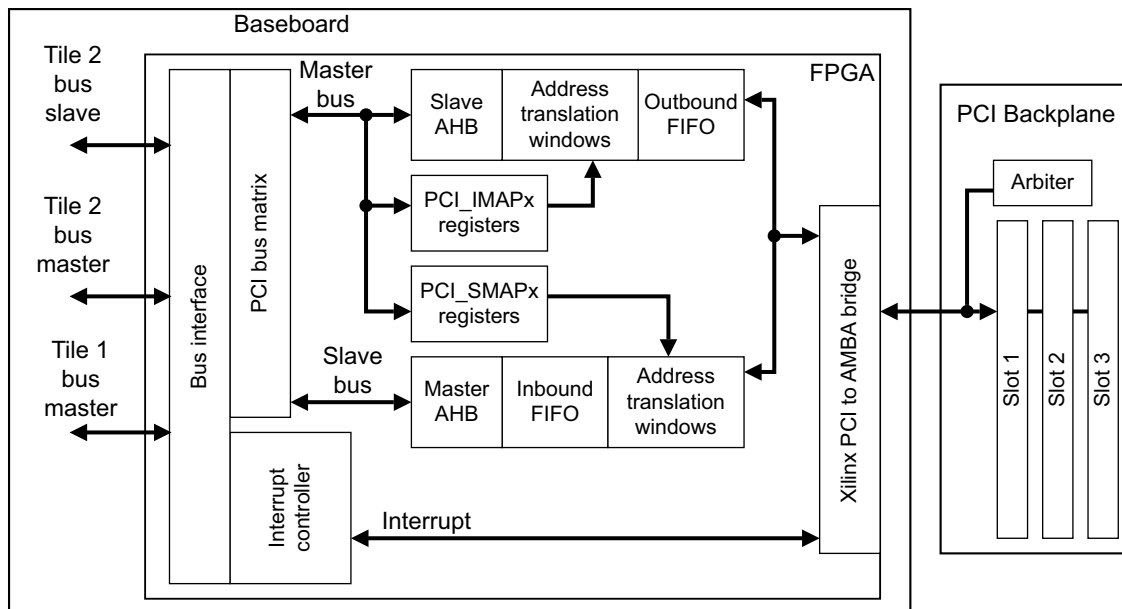 Baseboard
Tile 2
bus
slave
Tile 2
bus
master
Tile 1
bus
master
Bus interface
PCI bus matrix
Interrupt
controller
Master
bus
Slave
bus
Interrupt
FPGA
Slave
AHB
Address
translation
windows
Outbound
FIFO
PCI_IMAPx
registers
PCI_SMAPx
registers
Master
AHB
Inbound
FIFO
Address
translation
windows
Xilinx PCI to AMBA bridge
PCI Backplane
Arbiter
Slot 1
Slot 2
Slot 3